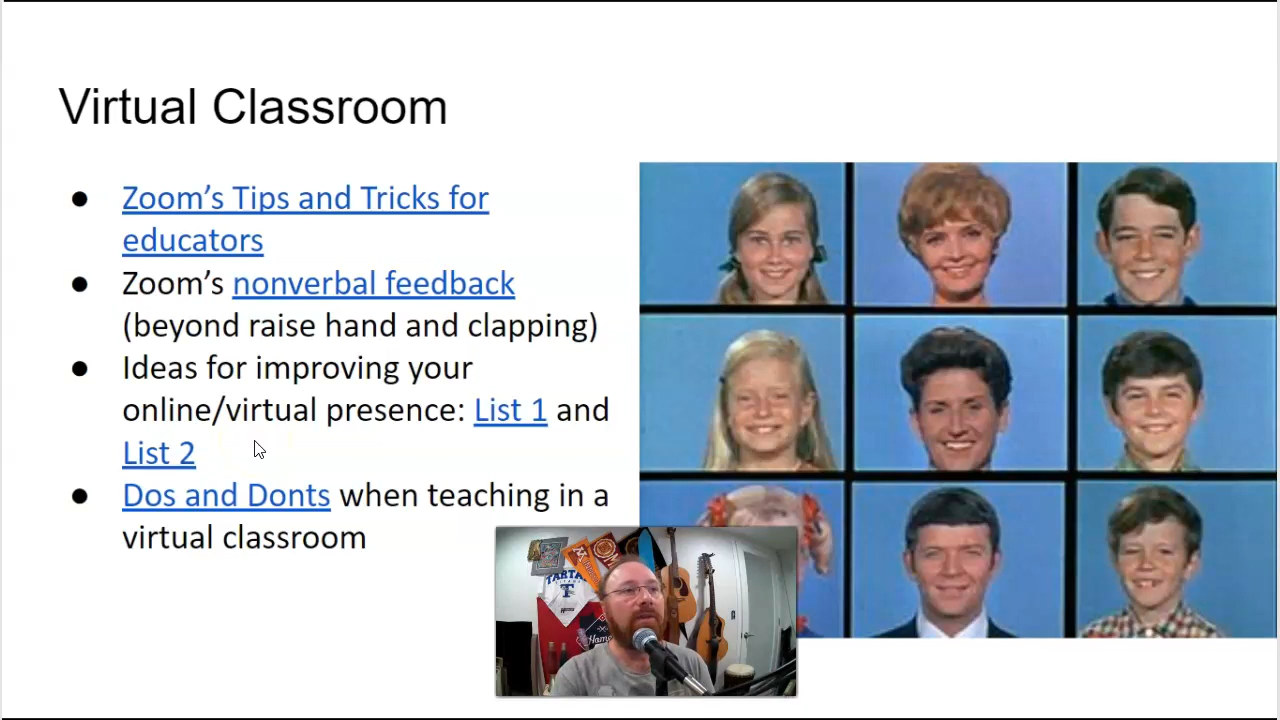 Virtual Classroom
● Zoom’s Tips and Tricks for
educators
● Zoom’s nonverbal feedback
(beyond raise hand and clapping)
● Ideas for improving your
online/virtual presence: List 1 and
List 2
● Dos and Donts when teaching in a
virtual classroom
TARTA
T